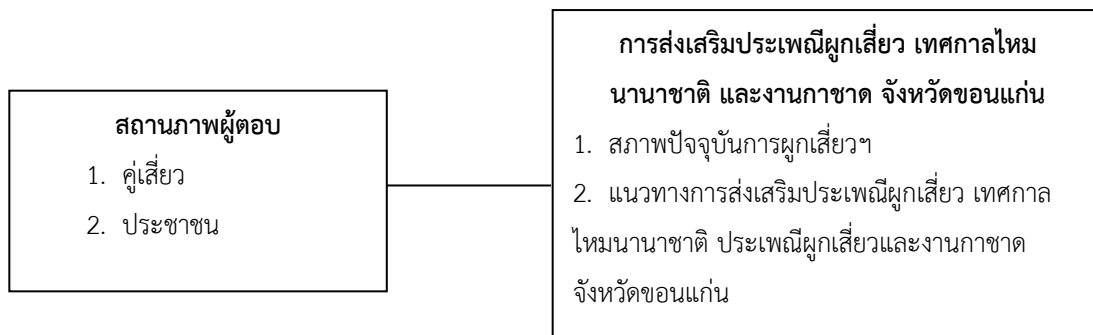 สถานภาพผู้ตอบ
1. คู่เสี่ยว
2. ประชาชน
การส่งเสริมประเพณีผูกเสี่ยว เทศกาลไหม
นานาชาติ และงานกาชาด จังหวัดขอนแก่น
1. สภาพปัจจุบันการผูกเสี่ยวฯ
2. แนวทางการส่งเสริมประเพณีผูกเสี่ยว เทศกาล
ไหมนานาชาติ ประเพณีผูกเสี่ยวและงานกาชาด
จังหวัดขอนแก่น